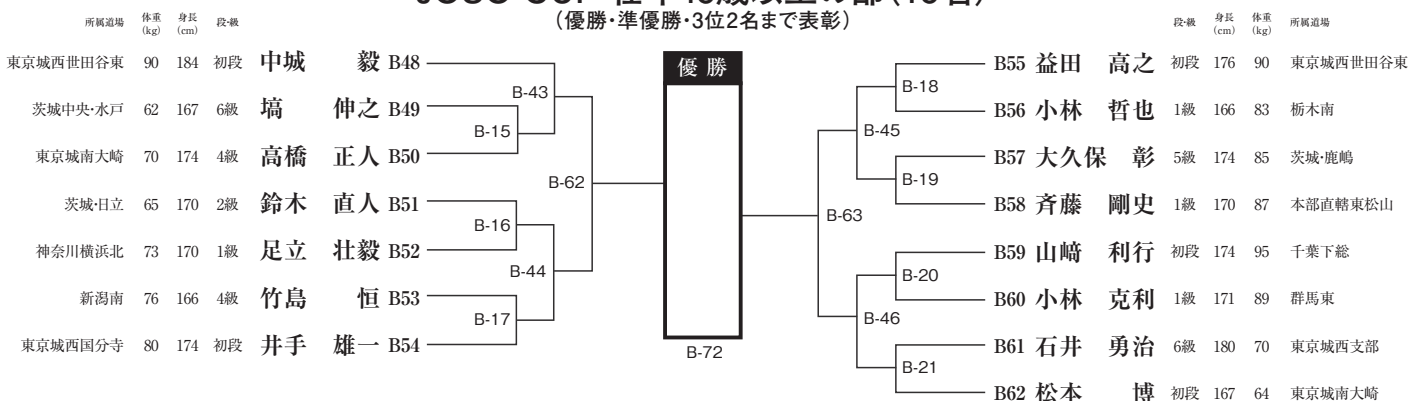 (優勝・準優勝・3位2名まで表彰)
所属道場 体重(kg) 身長(cm) 段・級
東京城西世田谷東 90 184 初段 中城 毅 B48
茨城中央・水戸 62 167 6級 塙 伸之 B49
東京城南大崎 70 174 4級 高橋 正人 B50
茨城・日立 65 170 2級 鈴木 直人 B51
神奈川横浜北 73 170 1級 足立 壮毅 B52
新潟南 76 166 4級 竹島 恒 B53
東京城西国分寺 80 174 初段 井手 雄一 B54
B-43
B-15
B-62
B-16
B-44
B-17
優勝
B-72
段・級 身長(cm) 体重(kg) 所属道場
B55 益田 高之 初段 176 90 東京城西世田谷東
B56 小林 哲也 1級 166 83 栃木南
B57 大久保 彰 5級 174 85 茨城・鹿嶋
B58 斉藤 剛史 1級 170 87 本部直轄東松山
B59 山﨑 利行 初段 174 95 千葉下総
B60 小林 克利 1級 171 89 群馬東
B61 石井 勇治 6級 180 70 東京城西支部
B62 松本 博 初段 167 64 東京城南大崎
B-18
B-45
B-19
B-63
B-20
B-46
B-21